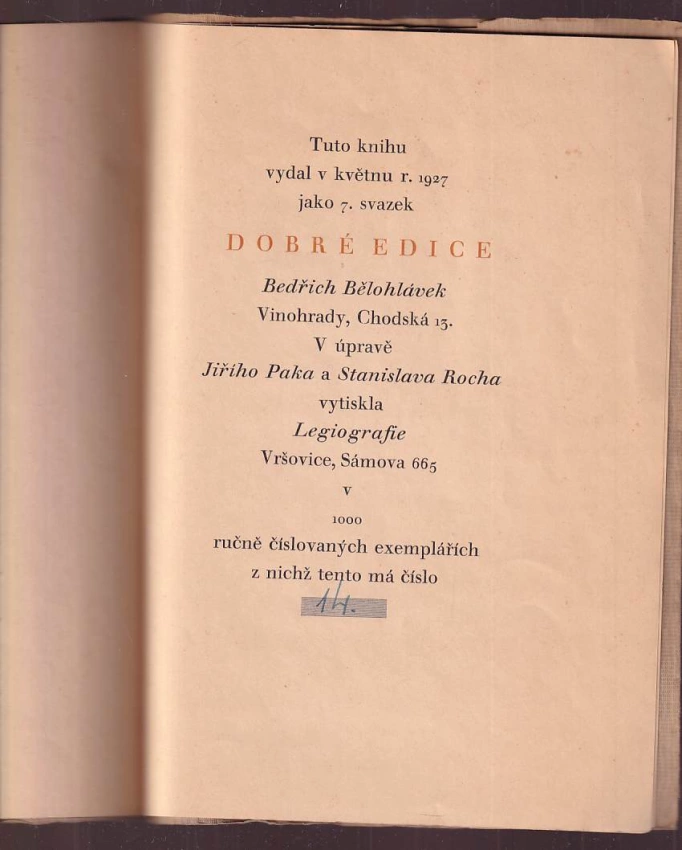 Tuto knihu
vydal v květnu r. 1927
jako 7. svazek
DOBRÉ EDICE
Bedřich Bělohlávek
Vinohrady, Chodská 13.
V úpravě
Jiřího Paka a Stanislava Rocha
vytiskla
Legiografie
Vršovice, Sámova 665
v
1000
ručně číslovaných exemplářích
z nichž tento má číslo
14.